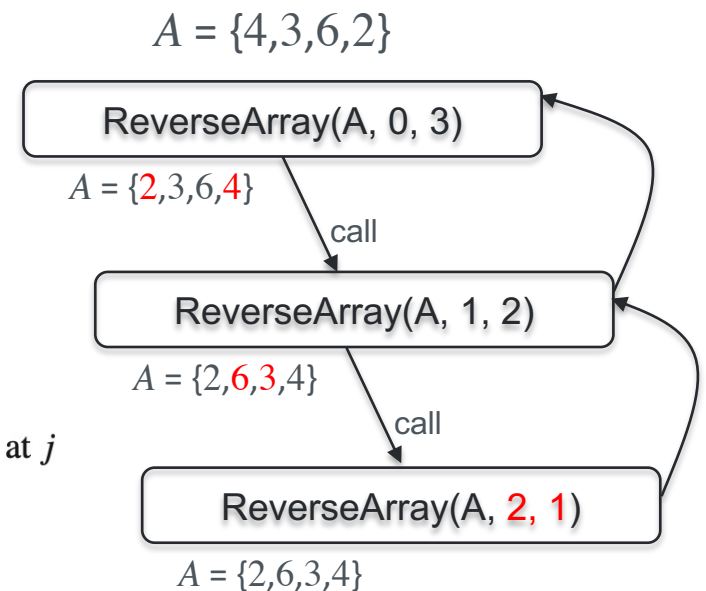 A = {4,3,6,2}
ReverseArray(A, 0, 3)
A = {2,3,6,4}
call
ReverseArray(A, 1, 2)
A = {2,6,3,4}
call
at j
ReverseArray(A, 2, 1)
A = {2,6,3,4}